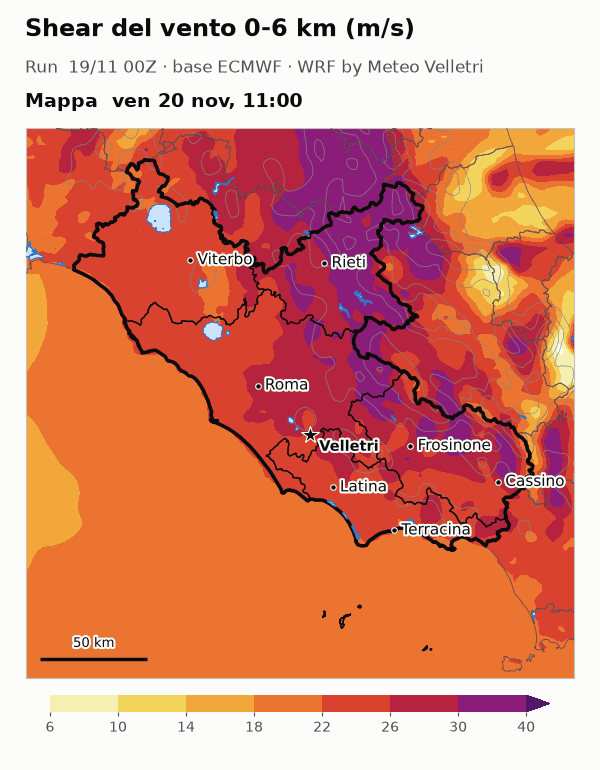 Shear del vento 0-6 km (m/s)
Run 19/11 00Z · base ECMWF · WRF by Meteo Velletri
Mappa ven 20 nov, 11:00
Viterbo
Rieti
Roma
Velletri
Frosinone
Cassino
Latina
Terracina
50 km
6 10 14 18 22 26 30 40